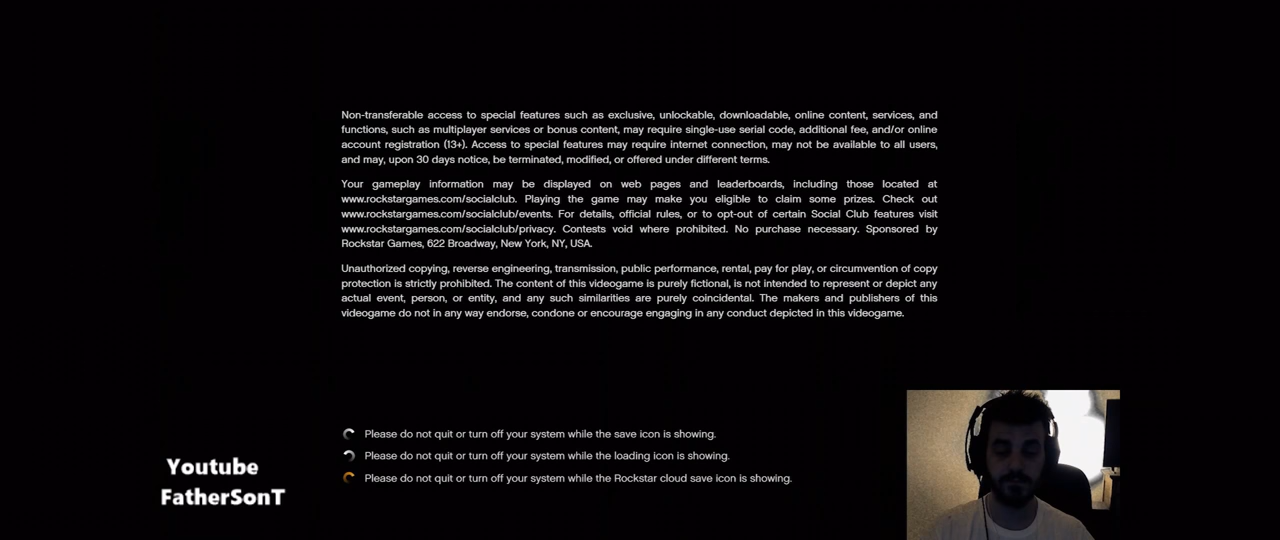 Non-transferable access to special features such as exclusive, unlockable, downloadable, online content, services, and
functions, such as multiplayer services or bonus content, may require single-use serial code, additional fee, and/or online
account registration (13+). Access to special features may require internet connection, may not be available to all users,
and may, upon 30 days notice, be terminated, modified, or offered under different terms.
Your gameplay information may be displayed on web pages and leaderboards, including those located at
www.rockstargames.com/socialclub. Playing the game may make you eligible to claim some prizes. Check out
www.rockstargames.com/socialclub/events. For details, official rules, or to opt-out of certain Social Club features visit
www.rockstargames.com/socialclub/privacy. Contests void where prohibited. No purchase necessary. Sponsored by
Rockstar Games, 622 Broadway, New York, NY, USA.
Unauthorized copying, reverse engineering, transmission, public performance, rental, pay for play, or circumvention of copy
protection is strictly prohibited. The content of this videogame is purely fictional, is not intended to represent or depict any
actual event, person, or entity, and any such similarities are purely coincidental. The makers and publishers of this
videogame do not in any way endorse, condone or encourage engaging in any conduct depicted in this videogame.
Please do not quit or turn off your system while the save icon is showing.
Please do not quit or turn off your system while the loading icon is showing.
Please do not quit or turn off your system while the Rockstar cloud save icon is showing.
Youtube
FatherSonT